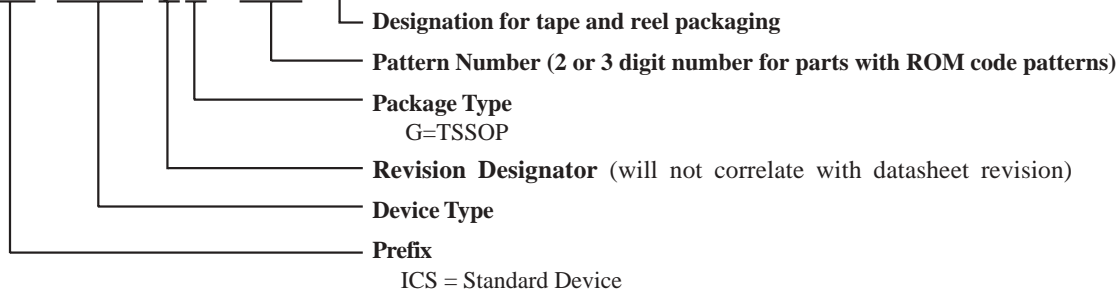 Designation for tape and reel packaging
Pattern Number (2 or 3 digit number for parts with ROM code patterns)
Package Type
G=TSSOP
Revision Designator (will not correlate with datasheet revision)
Device Type
Prefix
ICS = Standard Device